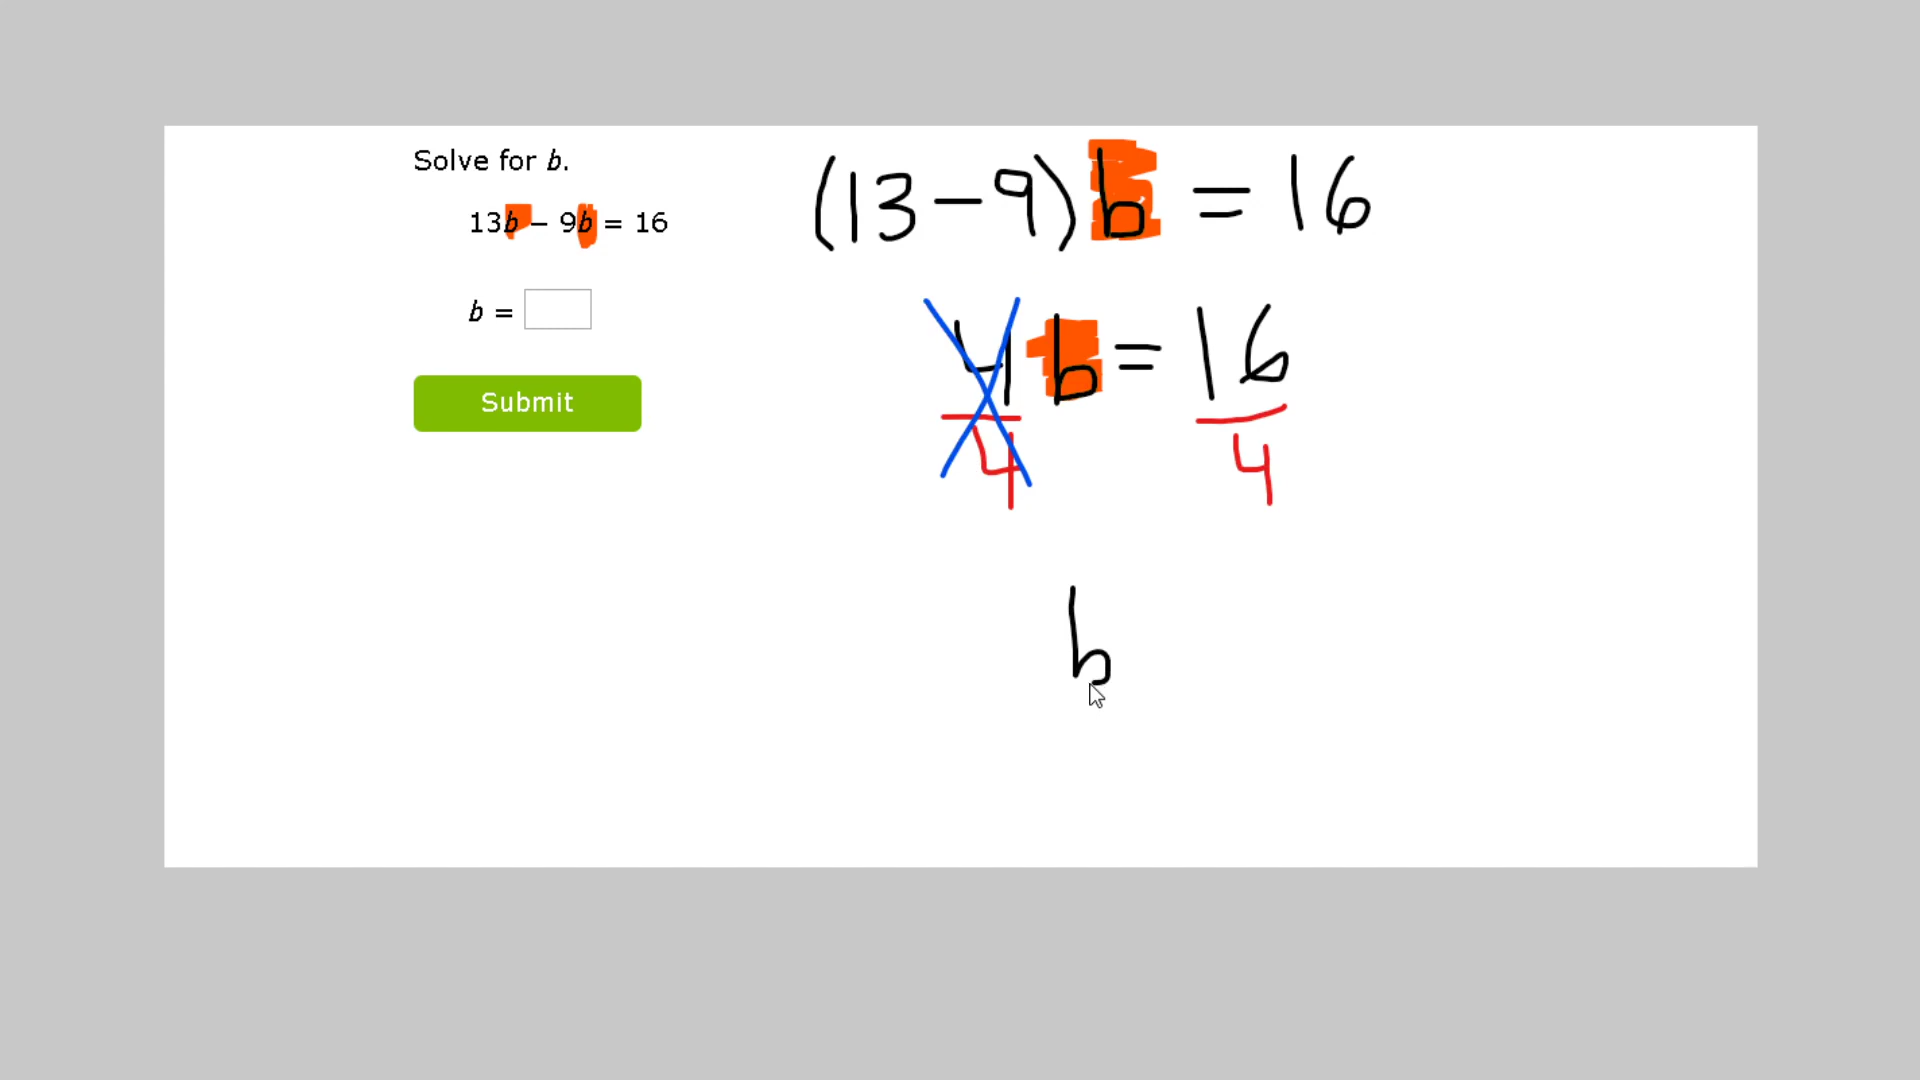 Solve for b.
13b − 9b = 16
b =
Submit
(13-9)b = 16
4b = 16
4 4
b